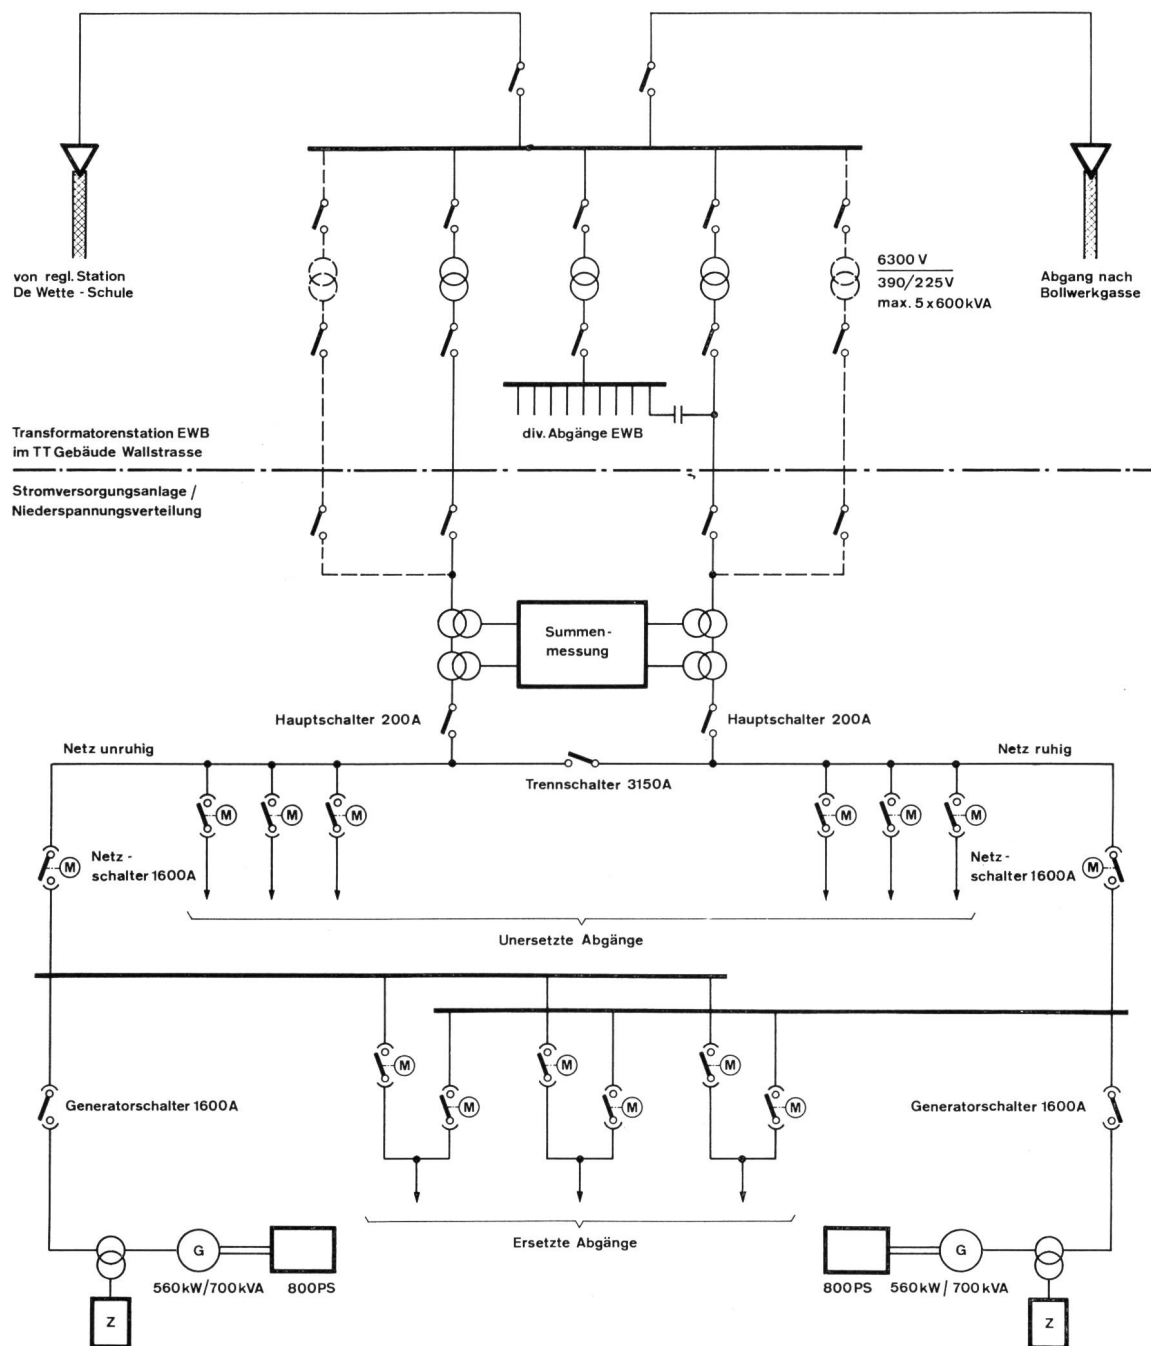 von regl. Station
De Wette - Schule
6300 V
390/225V
max. 5x600kVA
Abgang nach
Bollwerkgasse
div. Abgänge EWB
Transformatorenstation EWB
im TT Gebäude Wallstrasse
Stromversorgungsanlage /
Niederspannungsverteilung
Summen-
messung
Hauptschalter 200A
Hauptschalter 200A
Netz unruhig
Netz ruhig
Trennschalter 3150A
M
M
M
M
M
M
M
Netz -
schalter 1600A
Netz-
schalter 1600A
M
Unersetzte Abgänge
M
M
M
M
M
M
Generatorschalter 1600A
Generatorschalter 1600A
Ersetzte Abgänge
G
G
560kW/700kVA
800PS
800PS
560kW/700kVA
Z
Z